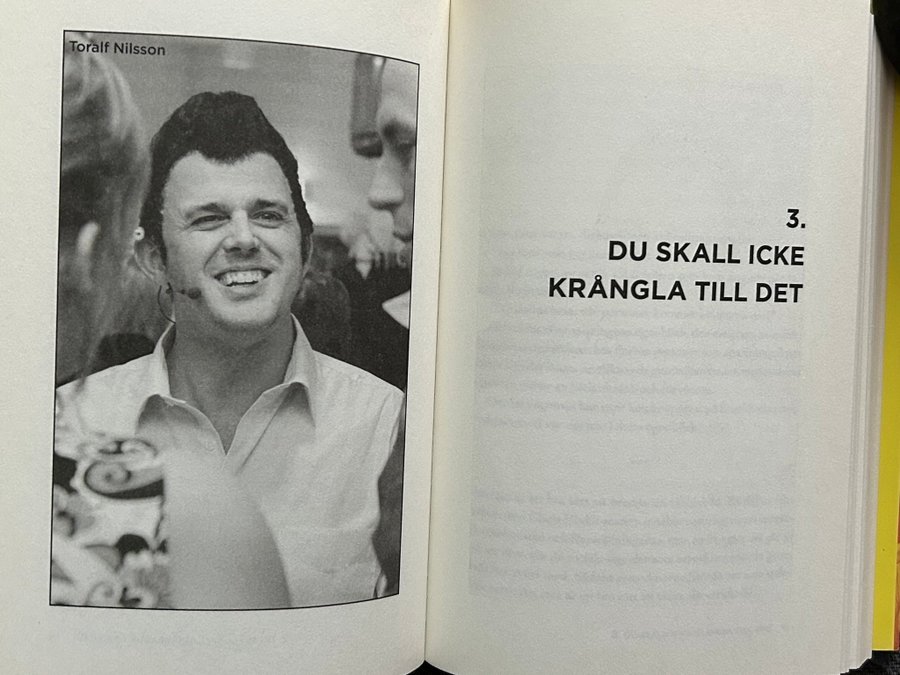 Toralf Nilsson
3.
DU SKALL ICKE
KRÅNGLA TILL DET